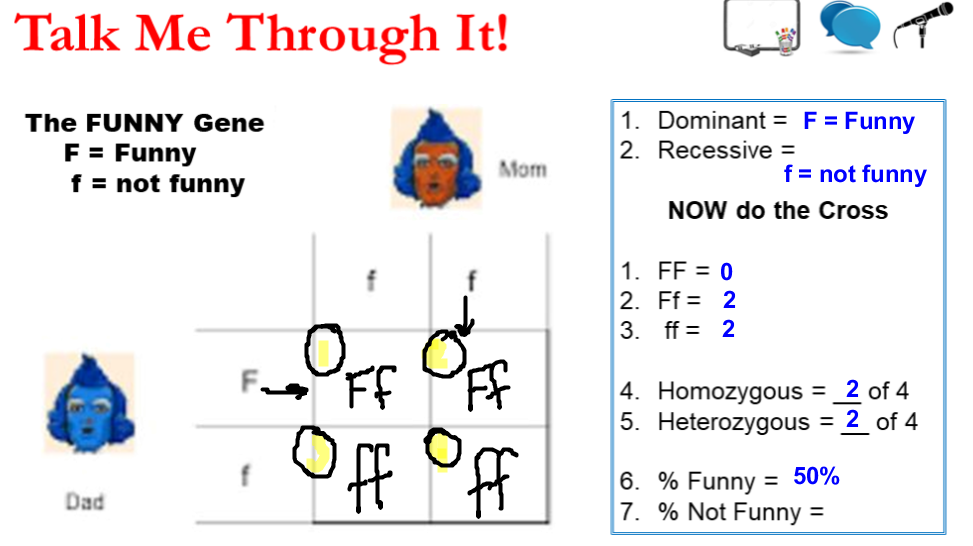 Talk Me Through It!
The FUNNY Gene
F = Funny
f = not funny
Mom
f f
F Ff Ff
f ff ff
Dad
1. Dominant = F = Funny
2. Recessive =
f = not funny
NOW do the Cross
1. FF = 0
2. Ff = 2
3. ff = 2
4. Homozygous = 2 of 4
5. Heterozygous = 2 of 4
6. % Funny = 50%
7. % Not Funny =